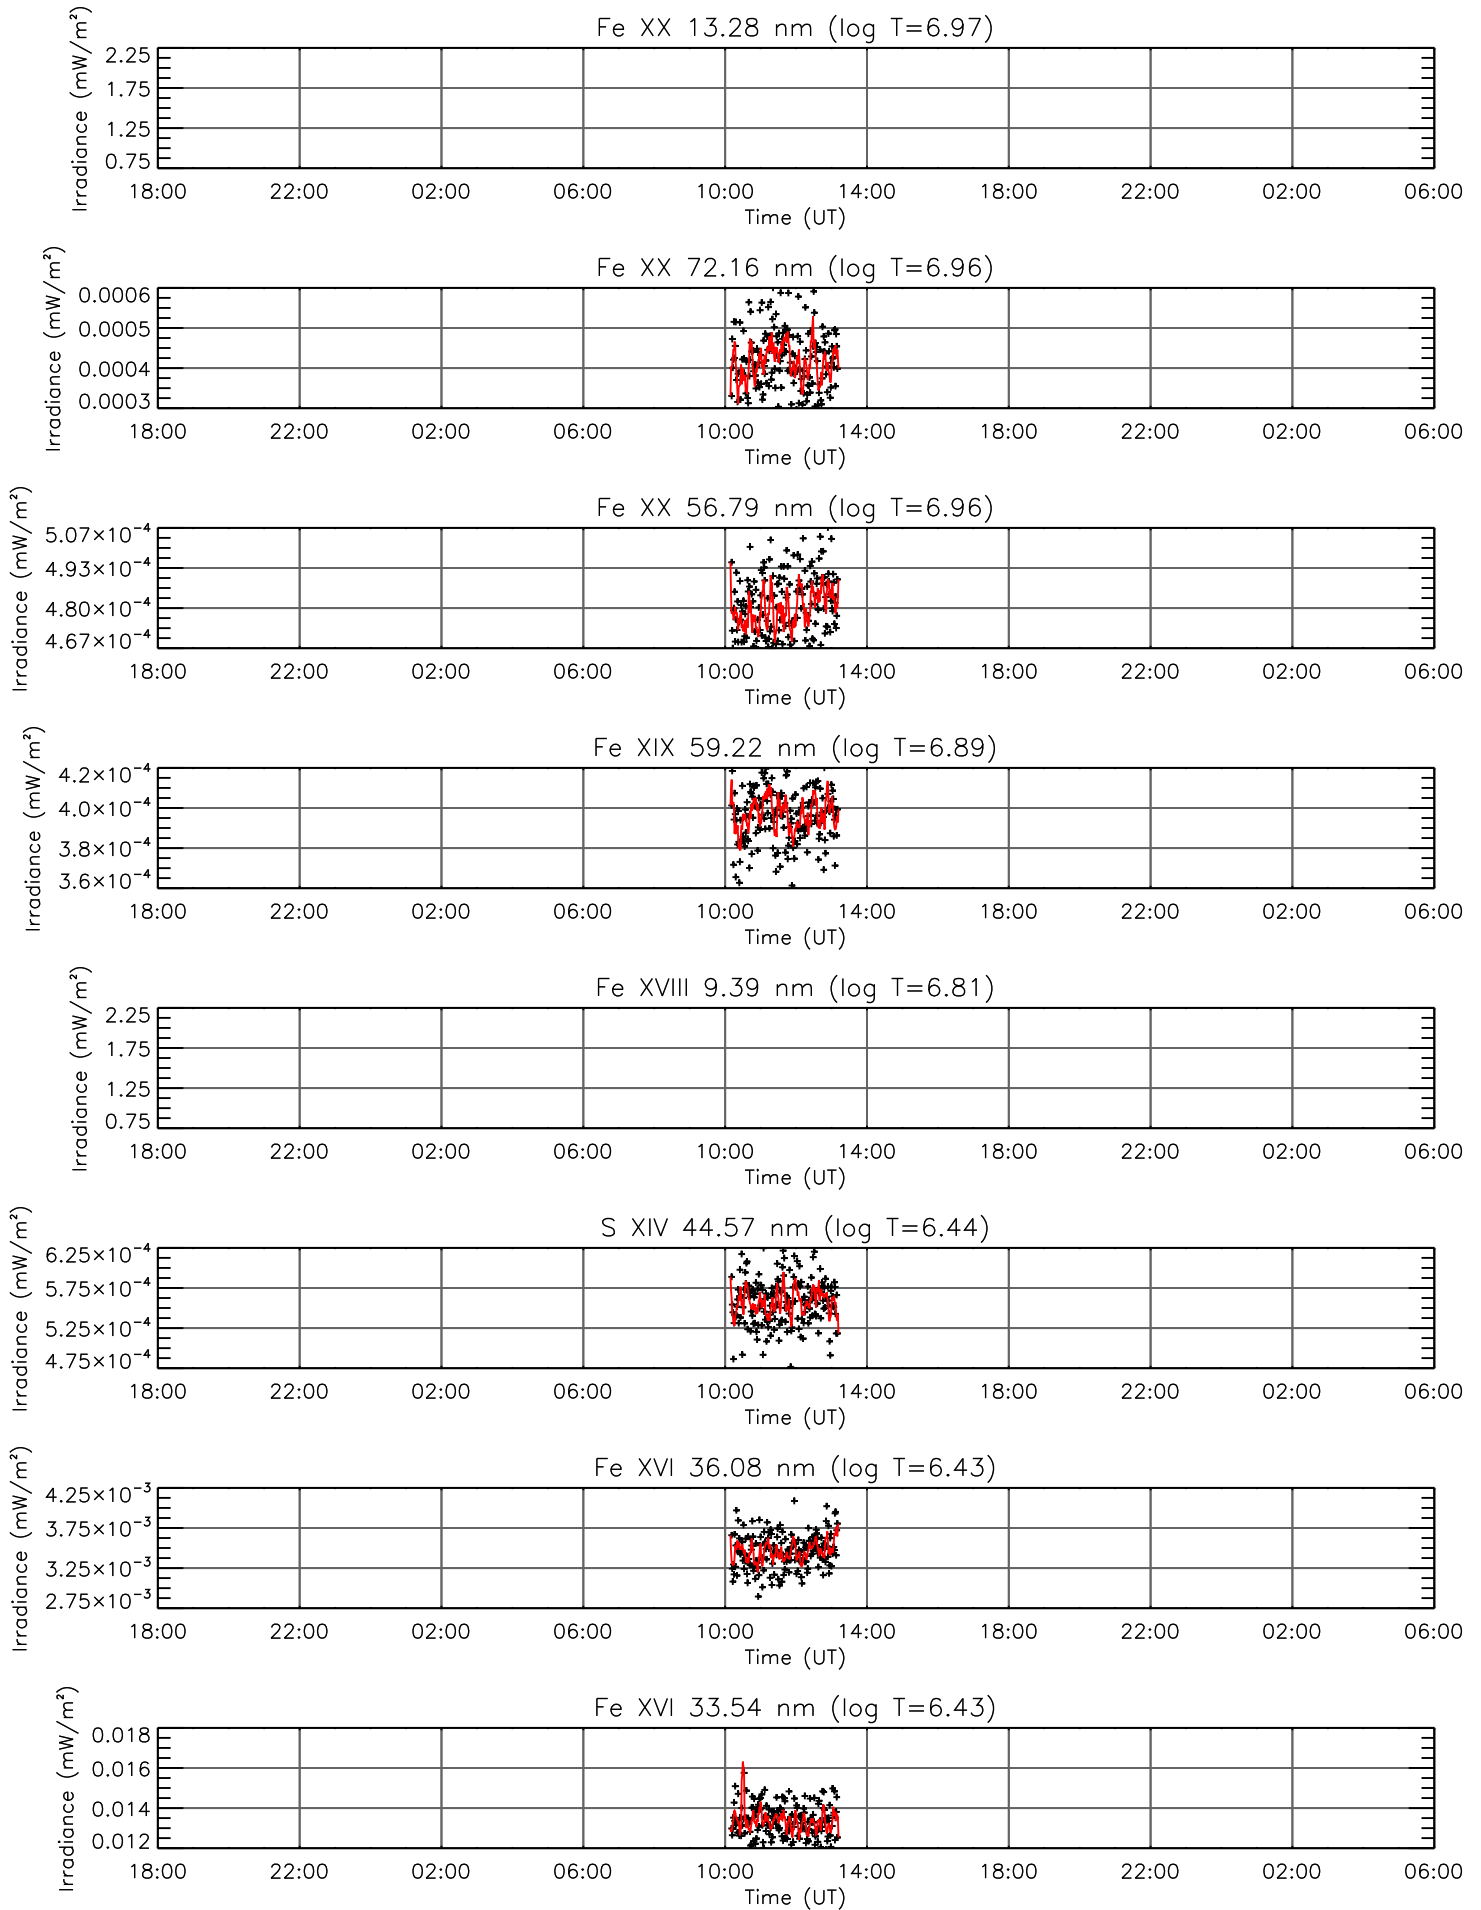 Fe XX 13.28 nm (log T=6.97)
Irradiance (mW/m²)
2.25
1.75
1.25
0.75
18:00 22:00 02:00 06:00 10:00 14:00 18:00 22:00 02:00 06:00
Time (UT)
Fe XX 72.16 nm (log T=6.96)
Irradiance (mW/m²)
0.0006
0.0005
0.0004
0.0003
18:00 22:00 02:00 06:00 10:00 14:00 18:00 22:00 02:00 06:00
Time (UT)
Fe XX 56.79 nm (log T=6.96)
Irradiance (mW/m²)
5.07×10⁻⁴
4.93×10⁻⁴
4.80×10⁻⁴
4.67×10⁻⁴
18:00 22:00 02:00 06:00 10:00 14:00 18:00 22:00 02:00 06:00
Time (UT)
Fe XIX 59.22 nm (log T=6.89)
Irradiance (mW/m²)
4.2×10⁻⁴
4.0×10⁻⁴
3.8×10⁻⁴
3.6×10⁻⁴
18:00 22:00 02:00 06:00 10:00 14:00 18:00 22:00 02:00 06:00
Time (UT)
Fe XVIII 9.39 nm (log T=6.81)
Irradiance (mW/m²)
2.25
1.75
1.25
0.75
18:00 22:00 02:00 06:00 10:00 14:00 18:00 22:00 02:00 06:00
Time (UT)
S XIV 44.57 nm (log T=6.44)
Irradiance (mW/m²)
6.25×10⁻⁴
5.75×10⁻⁴
5.25×10⁻⁴
4.75×10⁻⁴
18:00 22:00 02:00 06:00 10:00 14:00 18:00 22:00 02:00 06:00
Time (UT)
Fe XVI 36.08 nm (log T=6.43)
Irradiance (mW/m²)
4.25×10⁻³
3.75×10⁻³
3.25×10⁻³
2.75×10⁻³
18:00 22:00 02:00 06:00 10:00 14:00 18:00 22:00 02:00 06:00
Time (UT)
Fe XVI 33.54 nm (log T=6.43)
Irradiance (mW/m²)
0.018
0.016
0.014
0.012
18:00 22:00 02:00 06:00 10:00 14:00 18:00 22:00 02:00 06:00
Time (UT)